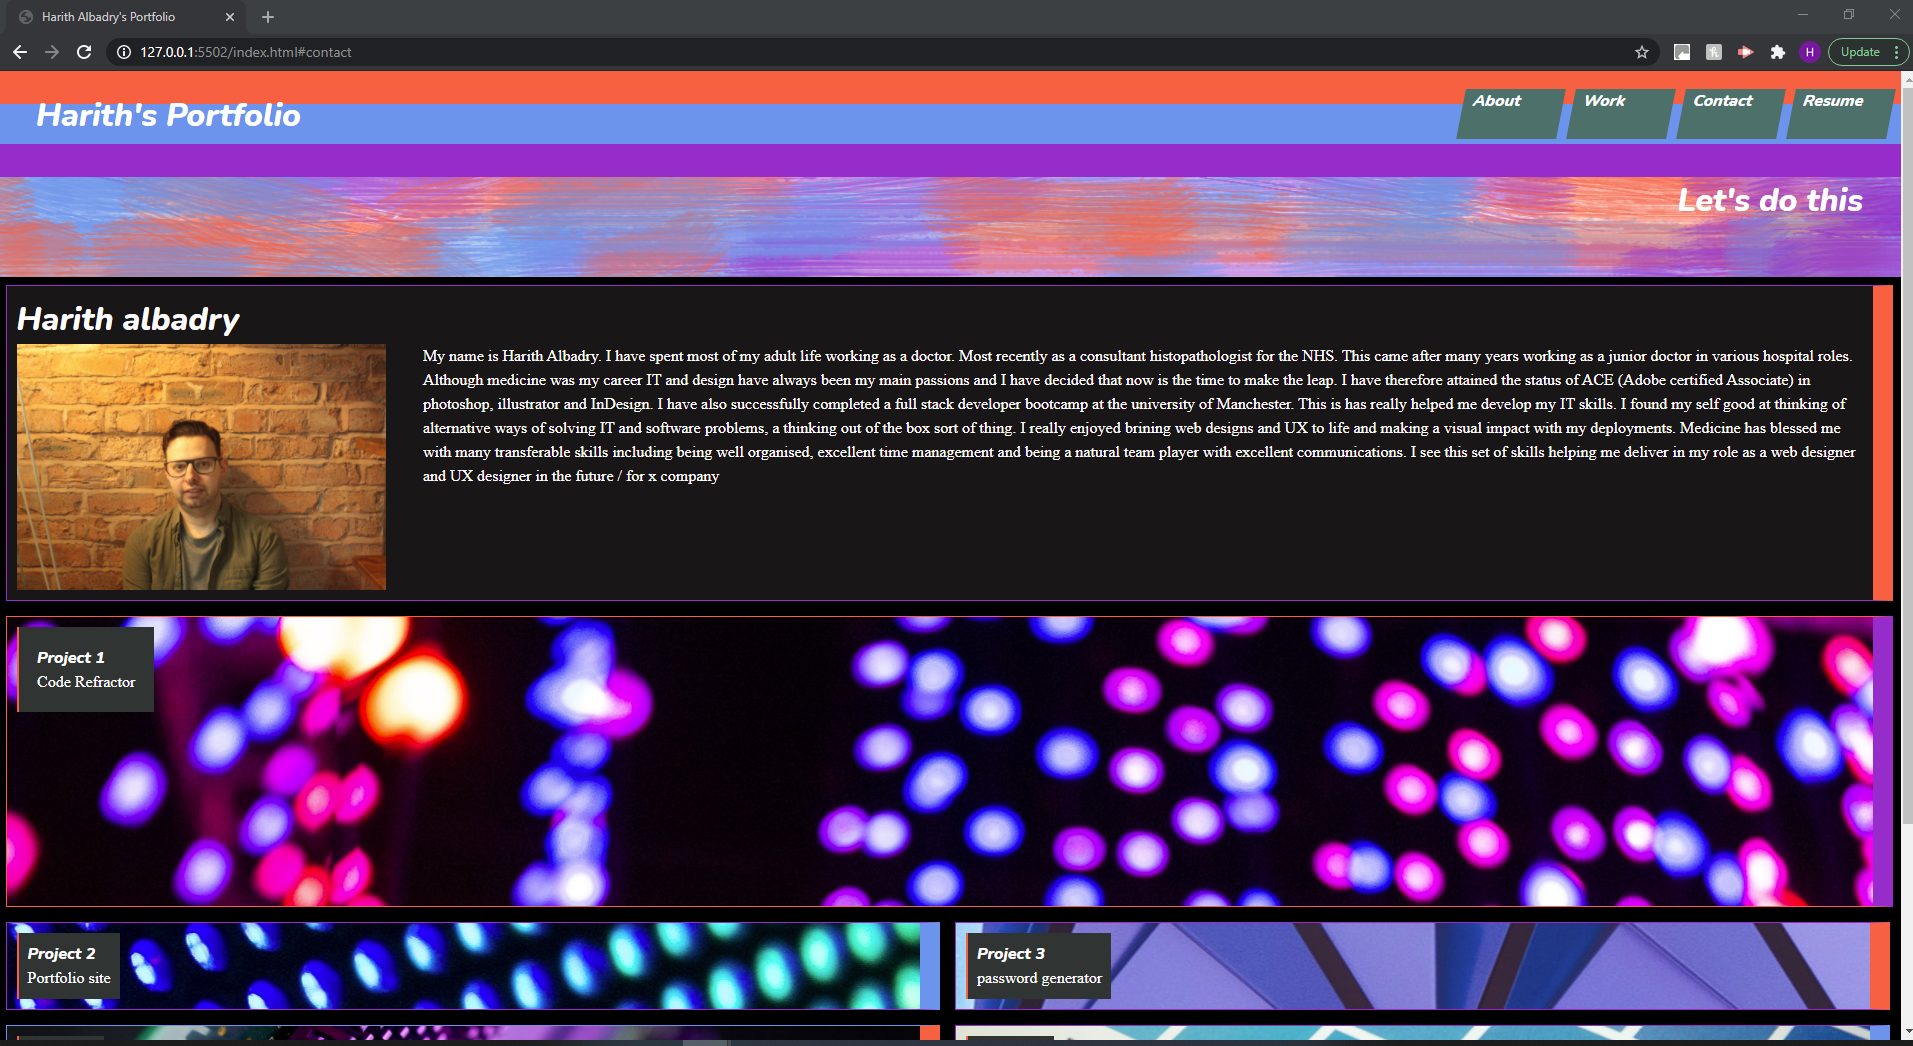 Harith Albadry's Portfolio
127.0.0.1:5502/index.html#contact
H
Update
Harith's Portfolio
About
Work
Contact
Resume
Let's do this
Harith albadry
My name is Harith Albadry. I have spent most of my adult life working as a doctor. Most recently as a consultant histopathologist for the NHS. This came after many years working as a junior doctor in various hospital roles.
Although medicine was my career IT and design have always been my main passions and I have decided that now is the time to make the leap. I have therefore attained the status of ACE (Adobe certified Associate) in
photoshop, illustrator and InDesign. I have also successfully completed a full stack developer bootcamp at the university of Manchester. This is has really helped me develop my IT skills. I found my self good at thinking of
alternative ways of solving IT and software problems, a thinking out of the box sort of thing. I really enjoyed brining web designs and UX to life and making a visual impact with my deployments. Medicine has blessed me
with many transferable skills including being well organised, excellent time management and being a natural team player with excellent communications. I see this set of skills helping me deliver in my role as a web designer
and UX designer in the future / for x company
Project 1
Code Refractor
Project 2
Portfolio site
Project 3
password generator